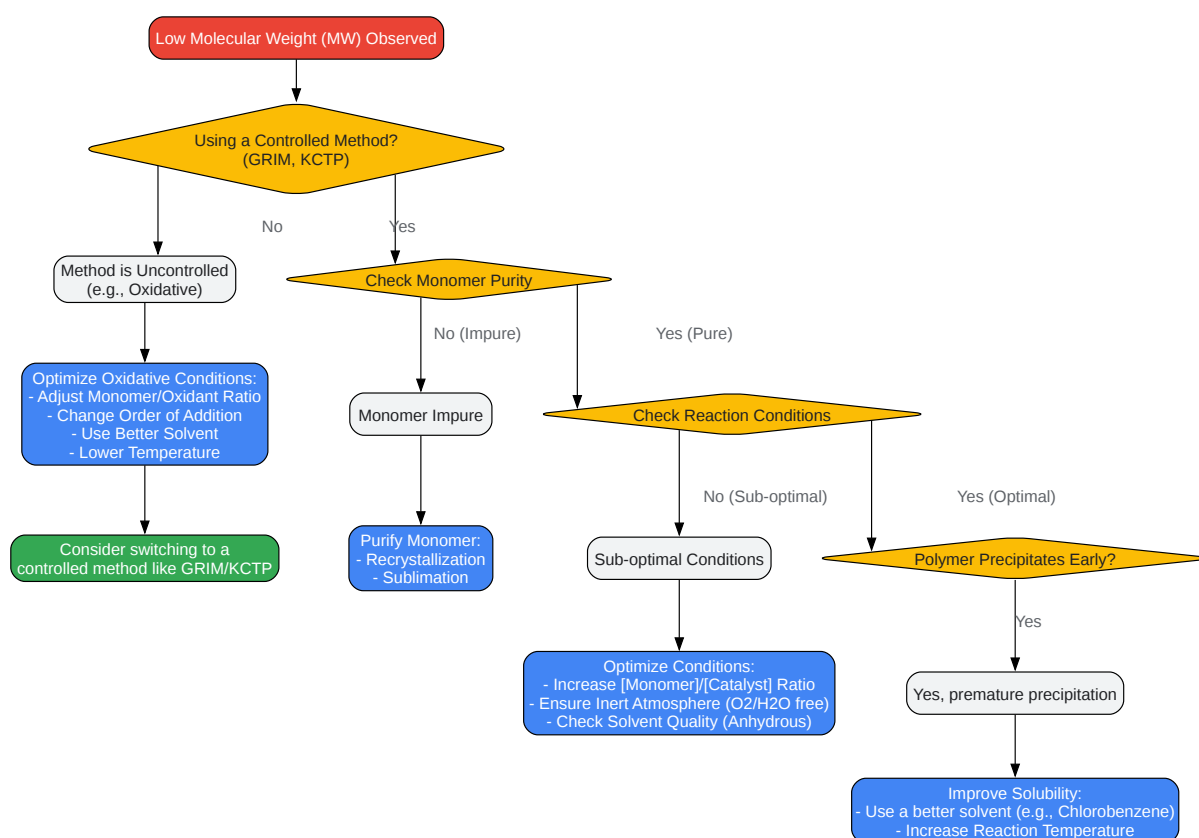 Low Molecular Weight (MW) Observed
Using a Controlled Method?
(GRIM, KCTP)
No
Yes
Method is Uncontrolled
(e.g., Oxidative)
Check Monomer Purity
No (Impure)
Yes (Pure)
Optimize Oxidative Conditions:
- Adjust Monomer/Oxidant Ratio
- Change Order of Addition
- Use Better Solvent
- Lower Temperature
Monomer Impure
Check Reaction Conditions
No (Sub-optimal)
Yes (Optimal)
Consider switching to a
controlled method like GRIM/KCTP
Purify Monomer:
- Recrystallization
- Sublimation
Sub-optimal Conditions
Polymer Precipitates Early?
Yes
Optimize Conditions:
- Increase [Monomer]/[Catalyst] Ratio
- Ensure Inert Atmosphere (O2/H2O free)
- Check Solvent Quality (Anhydrous)
Yes, premature precipitation
Improve Solubility:
- Use a better solvent (e.g., Chlorobenzene)
- Increase Reaction Temperature